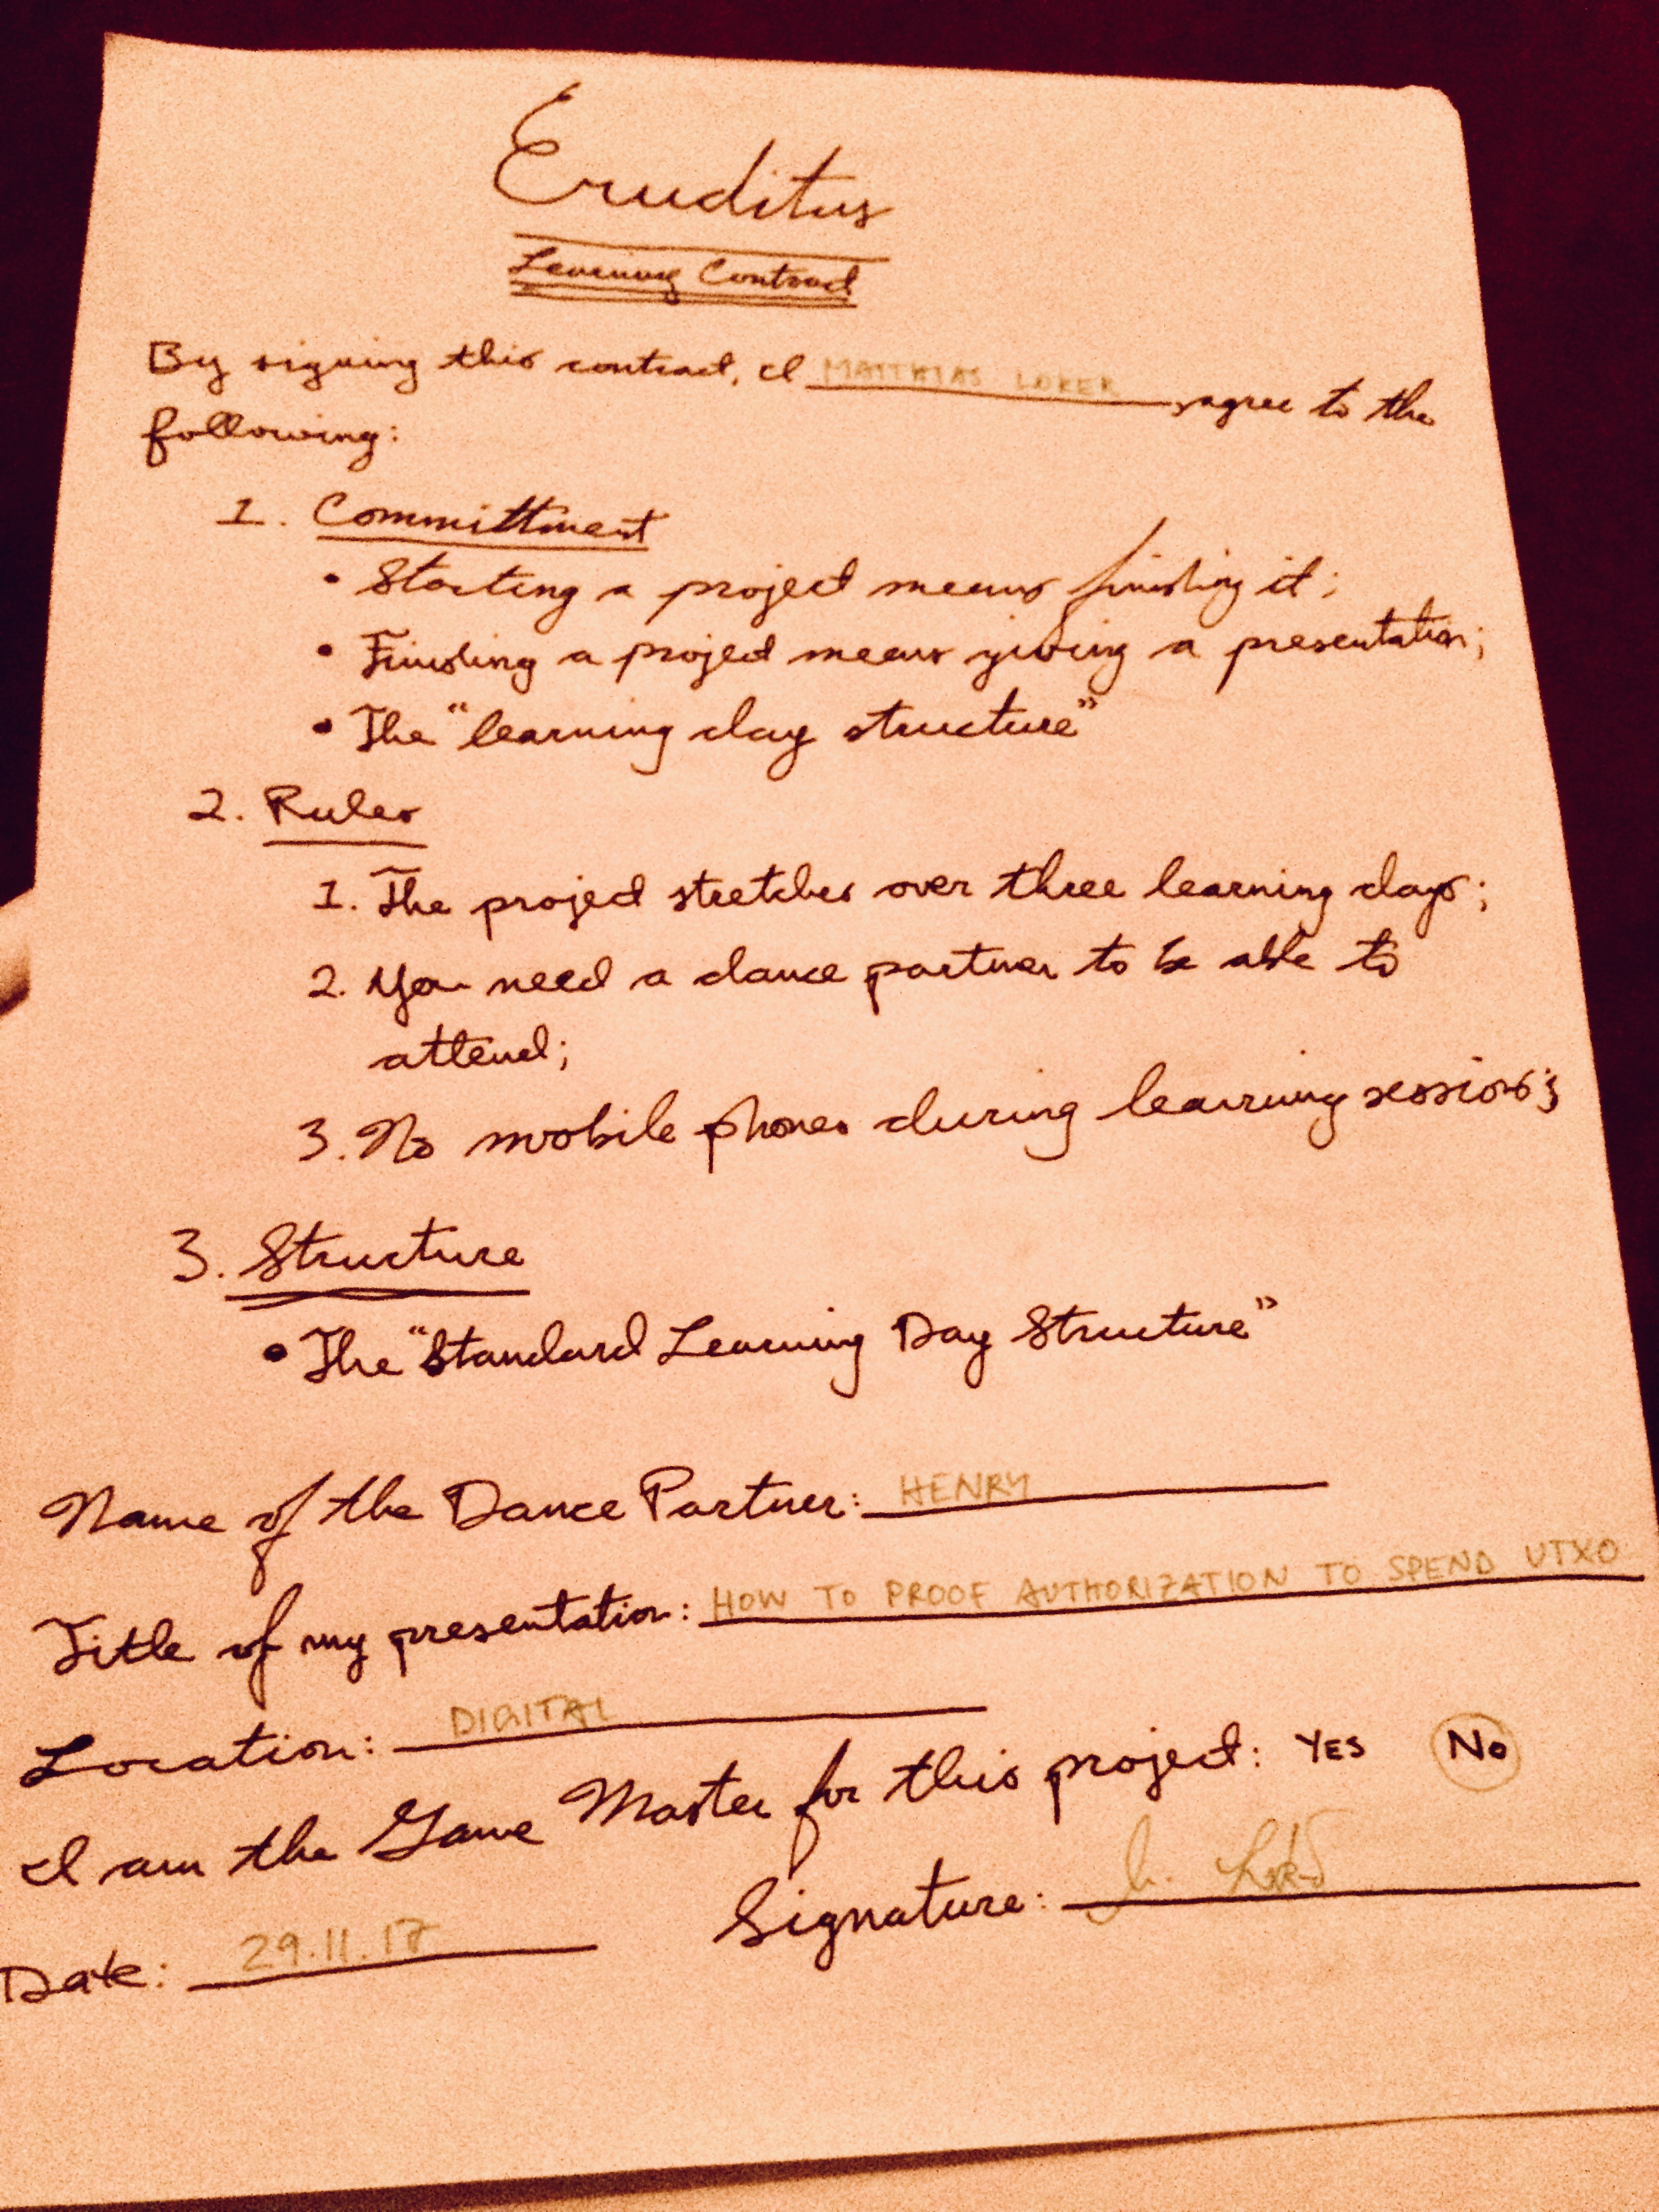 Eruditus
Learning Contract
By signing this contract, I MATTHIAS LOKER, agree to the
following:
1. Committment
• Starting a project means finishing it;
• Finishing a project means giving a presentation;
• The "learning day structure"
2. Rules
1. The project stretches over three learning days;
2. You need a dance partner to be able to
attend;
3. No mobile phones during learning sessions;
3. Structure
• The "Standard Learning Day Structure"
Name of the Dance Partner: HENRY
Title of my presentation: HOW TO PROOF AUTHORIZATION TO SPEND UTXO
Location: DIGITAL
I am the Game Master for this project: YES NO
Date: 29.11.17 Signature: